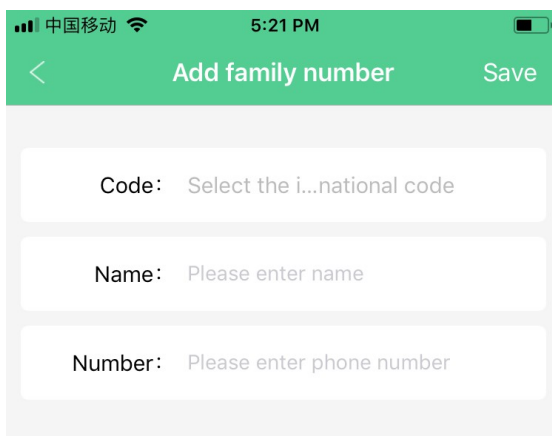 中国移动 5:21 PM
Add family number Save
Code: Select the i...national code
Name: Please enter name
Number: Please enter phone number